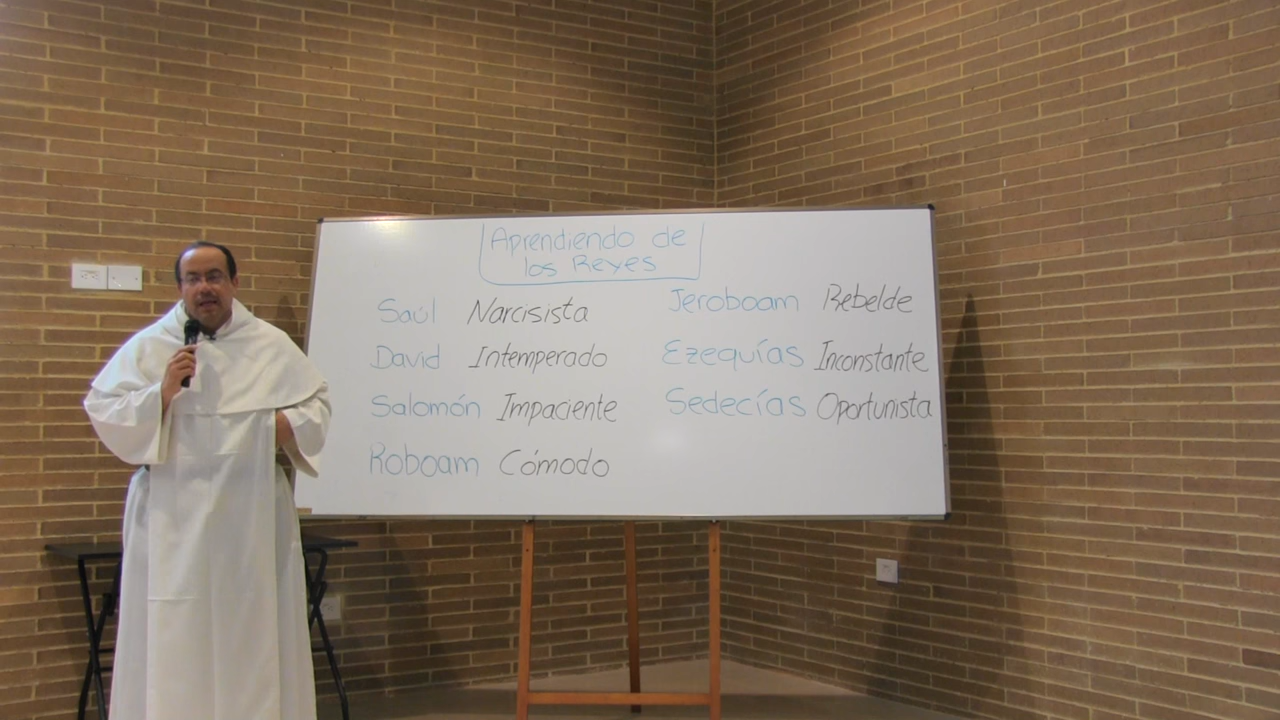 Aprendiendo de
los Reyes
Saúl Narcisista
David Intemperado
Salomón Impaciente
Roboam Cómodo
Jeroboam Rebelde
Ezequías Inconstante
Sedecías Oportunista